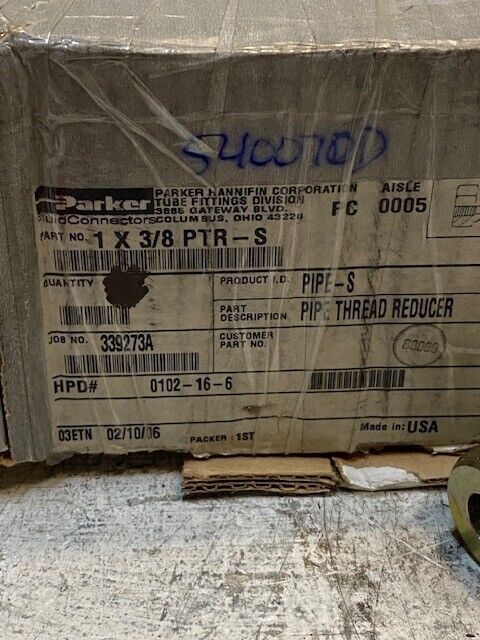 540070D
Parker PARKER HANNIFIN CORPORATION AISLE
TUBE FITTINGS DIVISION
FluidConnectors 3885 GATEWAY BLVD. PC 0005
COLUMBUS, OHIO 43228
PART NO. 1 X 3/8 PTR-S
QUANTITY PRODUCT I.D. PIPE-S
PART DESCRIPTION PIPE THREAD REDUCER
JOB NO. 339273A CUSTOMER PART NO.
HPD# 0102-16-6
03ETN 02/10/06 PACKER: 1ST Made in: USA